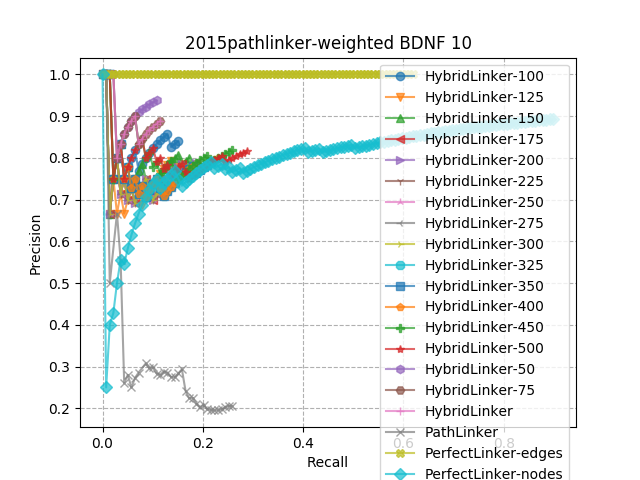 2015pathlinker-weighted BDNF 10
Precision
1.0
0.9
0.8
0.7
0.6
0.5
0.4
0.3
0.2
0.0
0.2
0.4
0.6
0.8
Recall
HybridLinker-100
HybridLinker-125
HybridLinker-150
HybridLinker-175
HybridLinker-200
HybridLinker-225
HybridLinker-250
HybridLinker-275
HybridLinker-300
HybridLinker-325
HybridLinker-350
HybridLinker-400
HybridLinker-450
HybridLinker-500
HybridLinker-50
HybridLinker-75
HybridLinker
PathLinker
PerfectLinker-edges
PerfectLinker-nodes